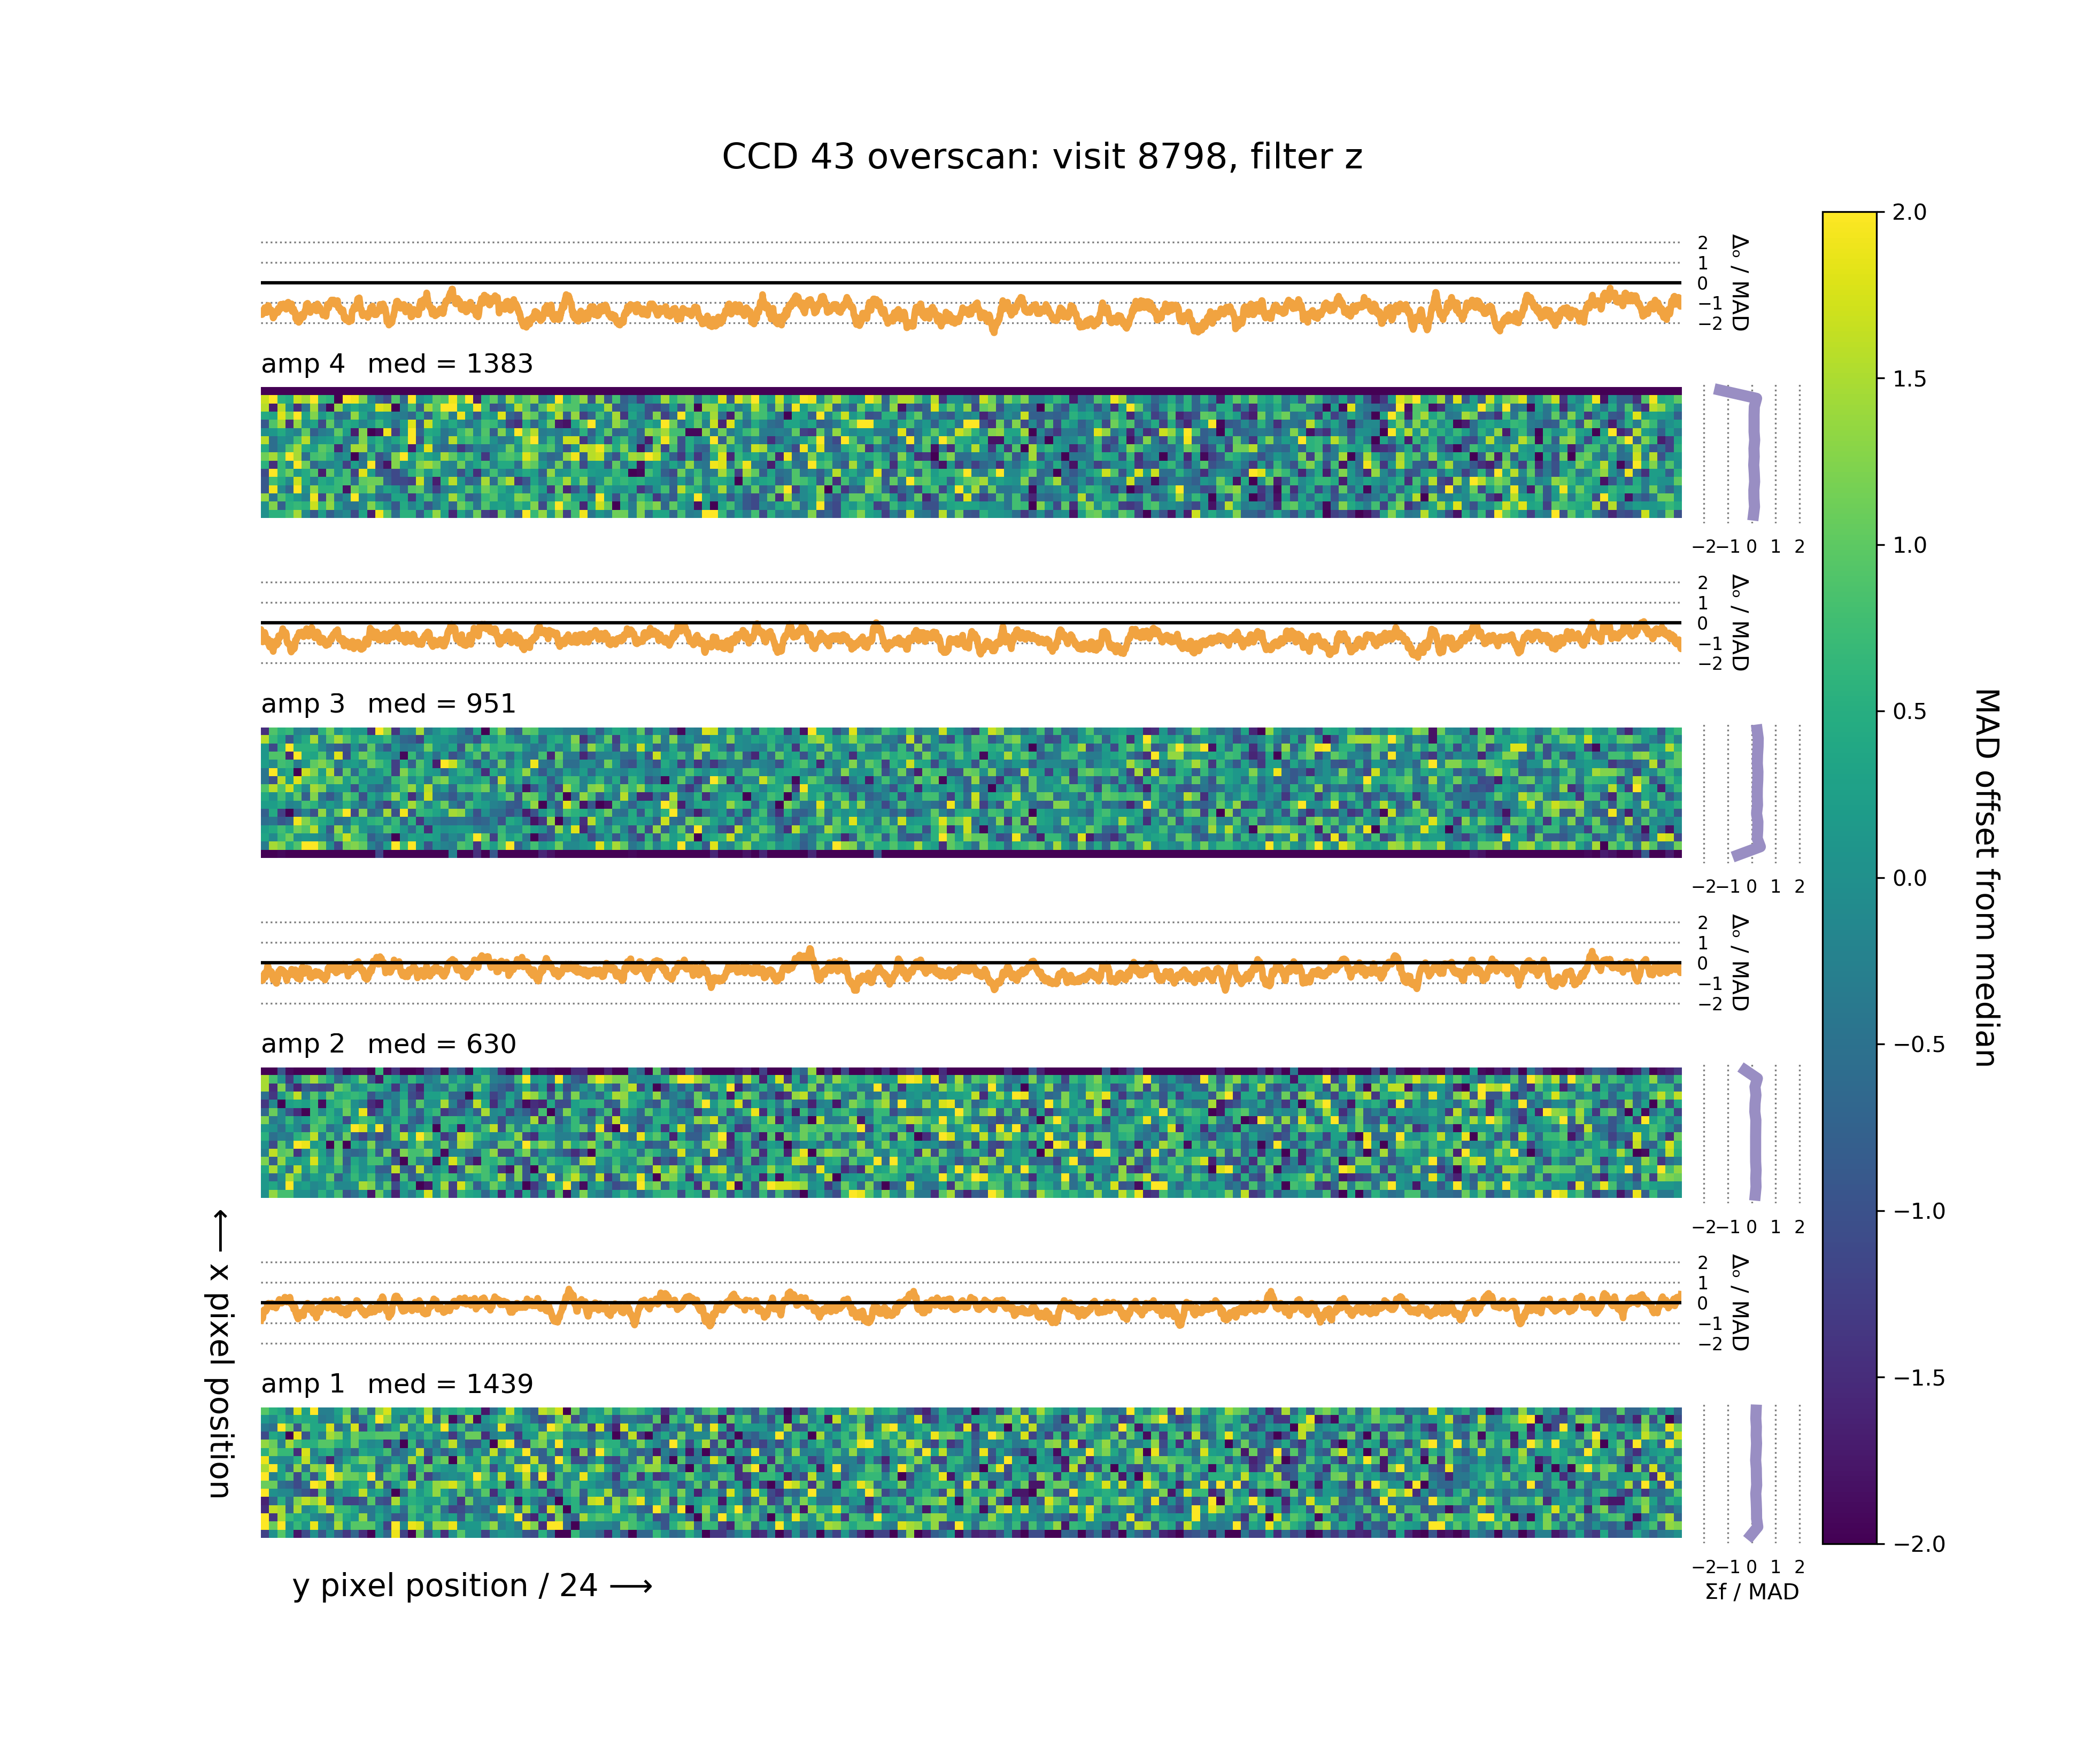 CCD 43 overscan: visit 8798, filter z
2
1
0
−1
−2
Δₒ / MAD
amp 4 med = 1383
−2 −1 0 1 2
2
1
0
−1
−2
Δₒ / MAD
amp 3 med = 951
−2 −1 0 1 2
2
1
0
−1
−2
Δₒ / MAD
amp 2 med = 630
−2 −1 0 1 2
2
1
0
−1
−2
Δₒ / MAD
amp 1 med = 1439
−2 −1 0 1 2
Σf / MAD
x pixel position ⟶
y pixel position / 24 ⟶
2.0
1.5
1.0
0.5
0.0
−0.5
−1.0
−1.5
−2.0
MAD offset from median